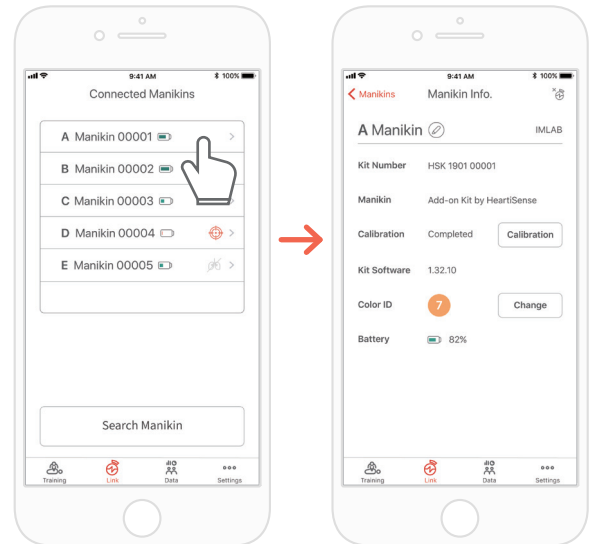 9:41 AM
100%
Connected Manikins
A Manikin 00001
B Manikin 00002
C Manikin 00003
D Manikin 00004
E Manikin 00005
Search Manikin
Training
Link
Data
Settings
9:41 AM
100%
Manikins
Manikin Info.
A Manikin
IMLAB
Kit Number HSK 1901 00001
Manikin Add-on Kit by HeartiSense
Calibration Completed Calibration
Kit Software 1.32.10
Color ID 7 Change
Battery 82%
Training
Link
Data
Settings